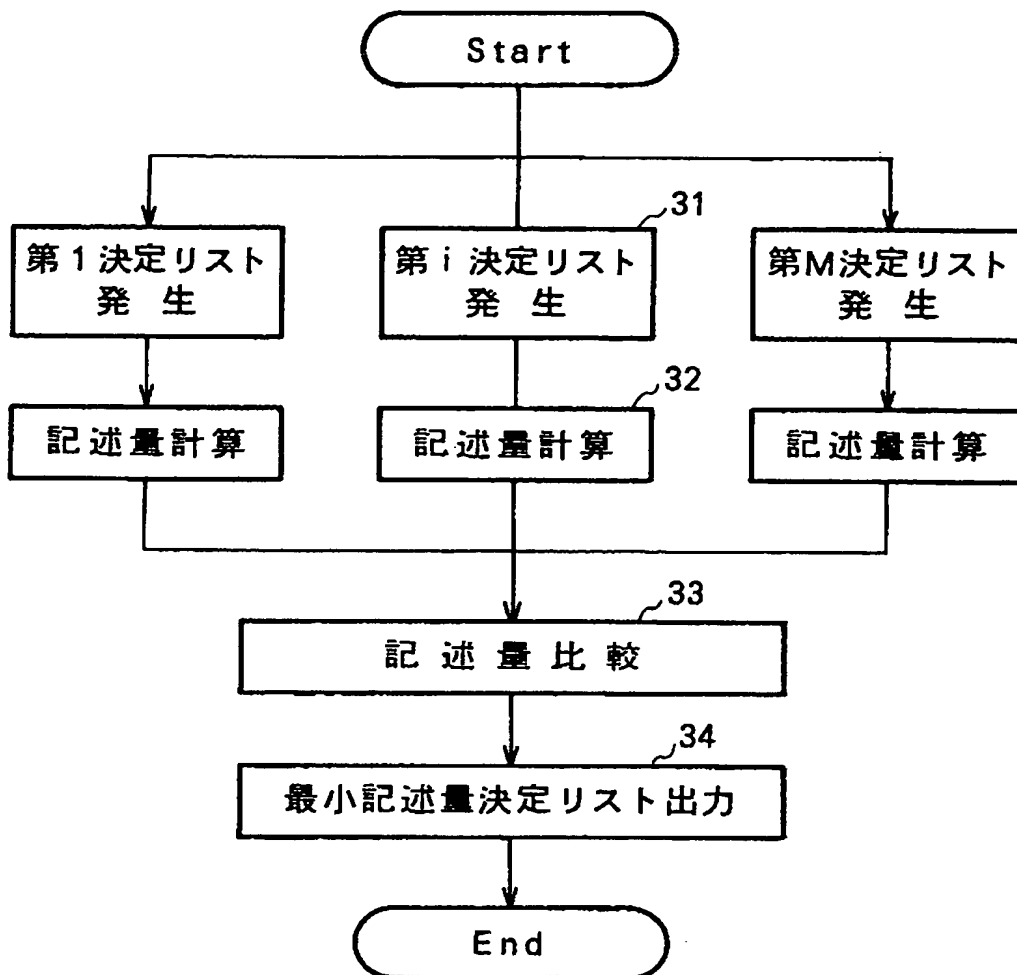 Start
31
第1決定リスト
発 生
第i決定リスト
発 生
第M決定リスト
発 生
32
記述量計算
記述量計算
記述量計算
33
記 述 量 比 較
34
最小記述量決定リスト出力
End